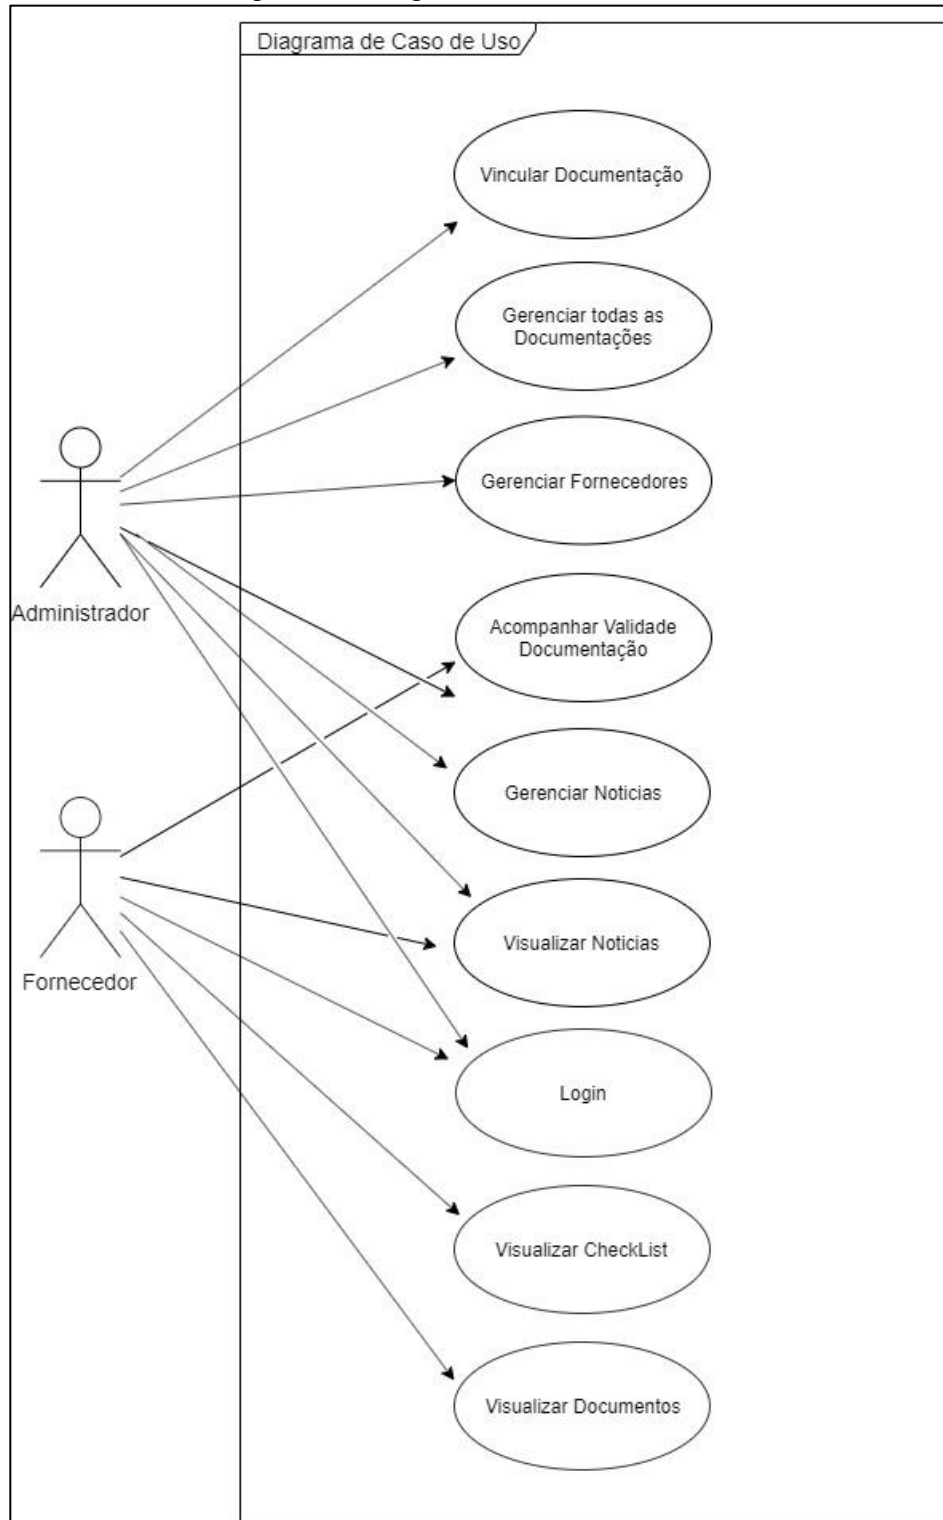 Diagrama de Caso de Uso
Vincular Documentação
Gerenciar todas as
Documentações
Gerenciar Fornecedores
Administrador
Acompanhar Validade
Documentação
Gerenciar Noticias
Fornecedor
Visualizar Noticias
Login
Visualizar CheckList
Visualizar Documentos